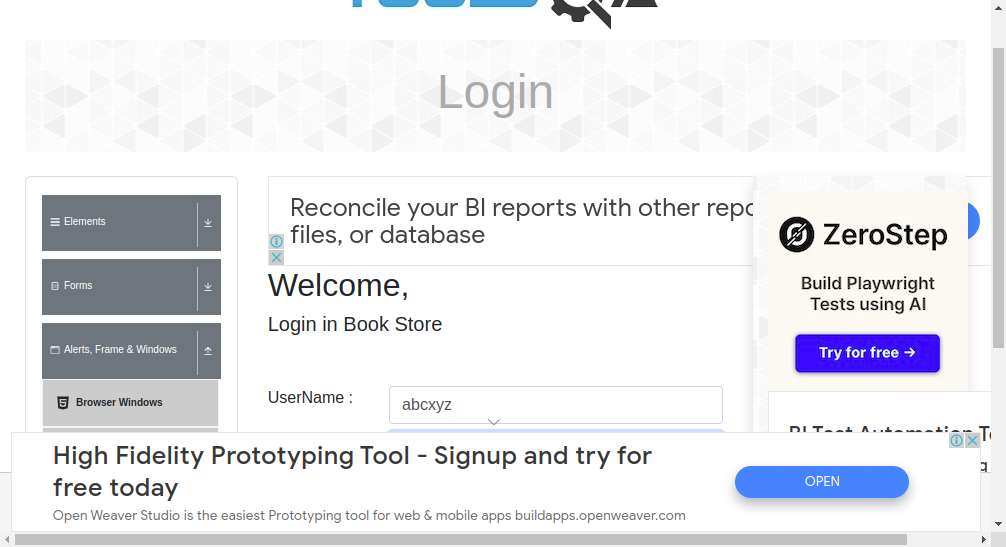 Login
Elements
Forms
Alerts, Frame & Windows
Browser Windows
Reconcile your BI reports with other repo
files, or database
Welcome,
Login in Book Store
UserName :
abcxyz
ZeroStep
Build Playwright
Tests using AI
Try for free →
BI Test Automation T
High Fidelity Prototyping Tool - Signup and try for
free today
Open Weaver Studio is the easiest Prototyping tool for web & mobile apps buildapps.openweaver.com
OPEN